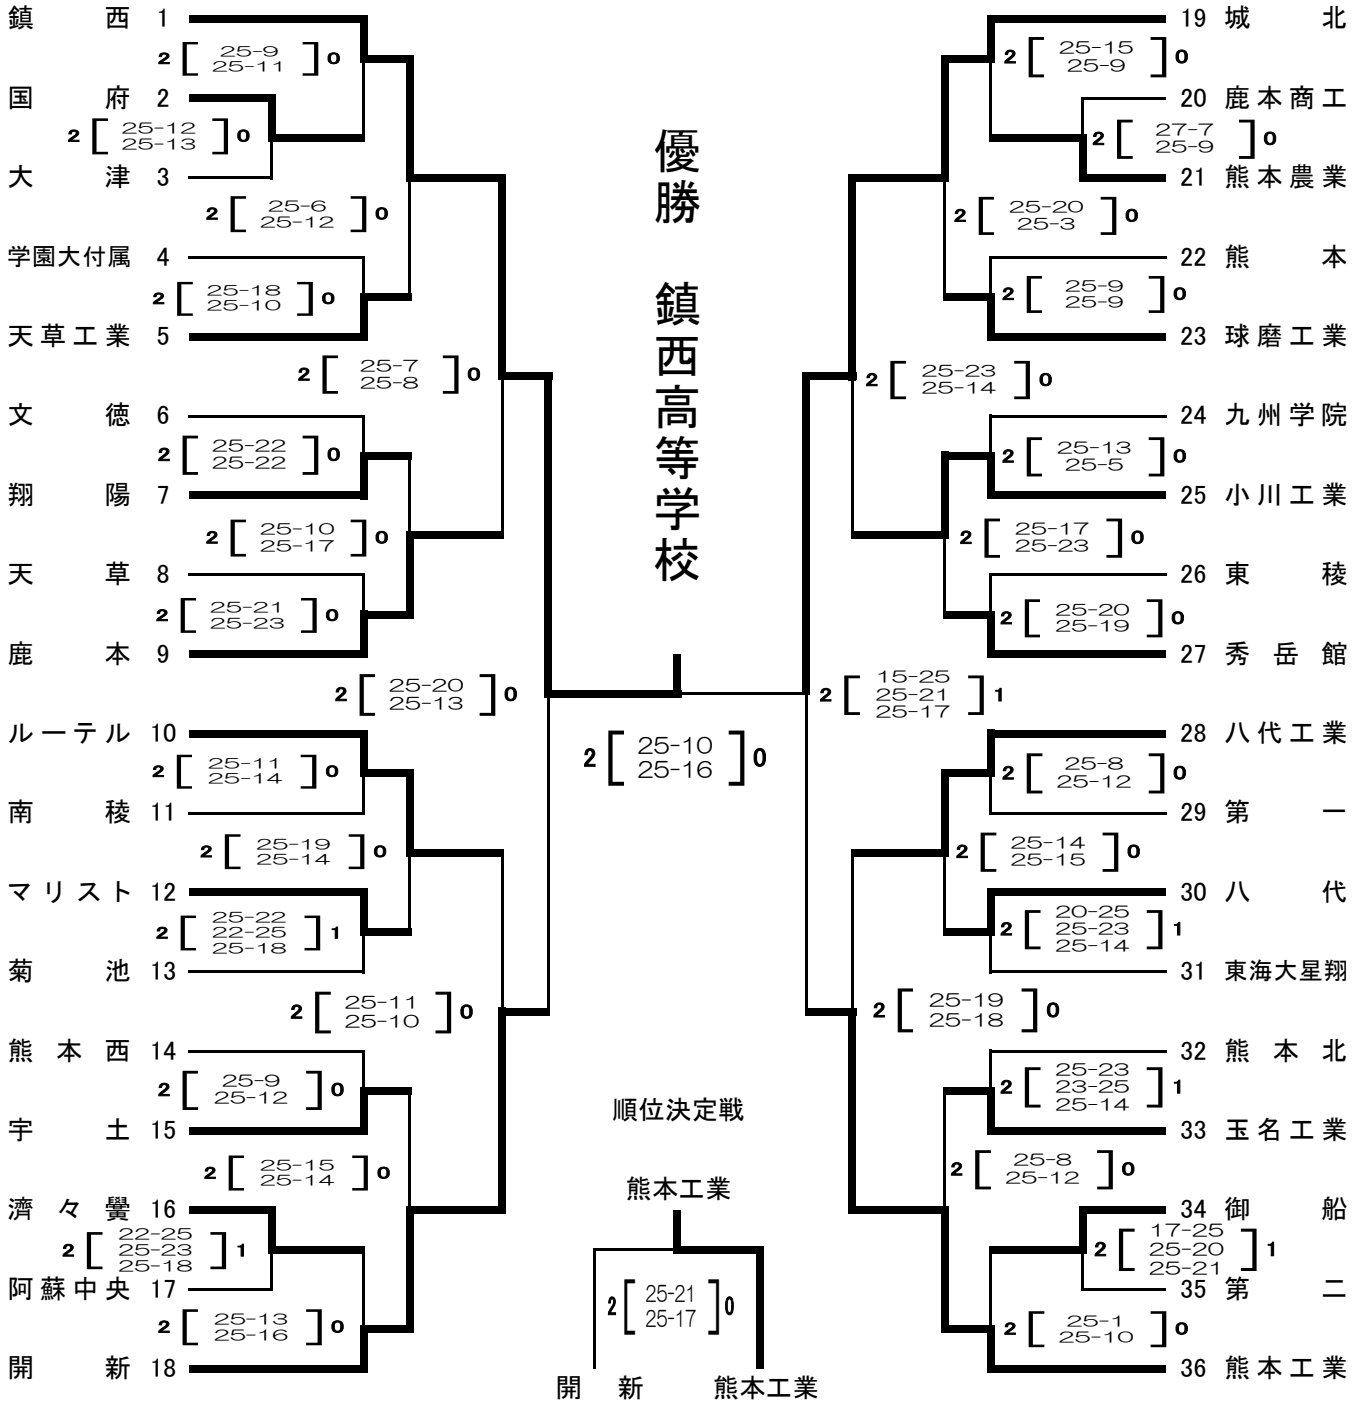 鎮西 1
2 [ 25-9 ] 0
25-11
国府 2
2 [ 25-12 ] 0
25-13
大津 3
2 [ 25-6 ] 0
25-12
学園大付属 4
2 [ 25-18 ] 0
25-10
天草工業 5
2 [ 25-7 ] 0
25-8
文徳 6
2 [ 25-22 ] 0
25-22
翔陽 7
2 [ 25-10 ] 0
25-17
天草 8
2 [ 25-21 ] 0
25-23
鹿本 9
2 [ 25-20 ] 0
25-13
ルーテル 10
2 [ 25-11 ] 0
25-14
南稜 11
2 [ 25-19 ] 0
25-14
マリスト 12
25-22
2 [ 22-25 ] 1
25-18
菊池 13
2 [ 25-11 ] 0
25-10
熊本西 14
2 [ 25-9 ] 0
25-12
宇土 15
2 [ 25-15 ] 0
25-14
濟々黌 16
22-25
2 [ 25-23 ] 1
25-18
阿蘇中央 17
2 [ 25-13 ] 0
25-16
開新 18
優勝 鎮西高等学校
2 [ 25-10 ] 0
25-16
順位決定戦
熊本工業
2 [ 25-21 ] 0
25-17
開新 熊本工業
19 城北
2 [ 25-15 ] 0
25-9
20 鹿本商工
2 [ 27-7 ] 0
25-9
21 熊本農業
2 [ 25-20 ] 0
25-3
22 熊本
2 [ 25-9 ] 0
25-9
23 球磨工業
2 [ 25-23 ] 0
25-14
24 九州学院
2 [ 25-13 ] 0
25-5
25 小川工業
2 [ 25-17 ] 0
25-23
26 東稜
2 [ 25-20 ] 0
25-19
27 秀岳館
15-25
2 [ 25-21 ] 1
25-17
28 八代工業
2 [ 25-8 ] 0
25-12
29 第一
2 [ 25-14 ] 0
25-15
30 八代
20-25
2 [ 25-23 ] 1
25-14
31 東海大星翔
2 [ 25-19 ] 0
25-18
32 熊本北
25-23
2 [ 23-25 ] 1
25-14
33 玉名工業
2 [ 25-8 ] 0
25-12
34 御船
17-25
2 [ 25-20 ] 1
25-21
35 第二
2 [ 25-1 ] 0
25-10
36 熊本工業